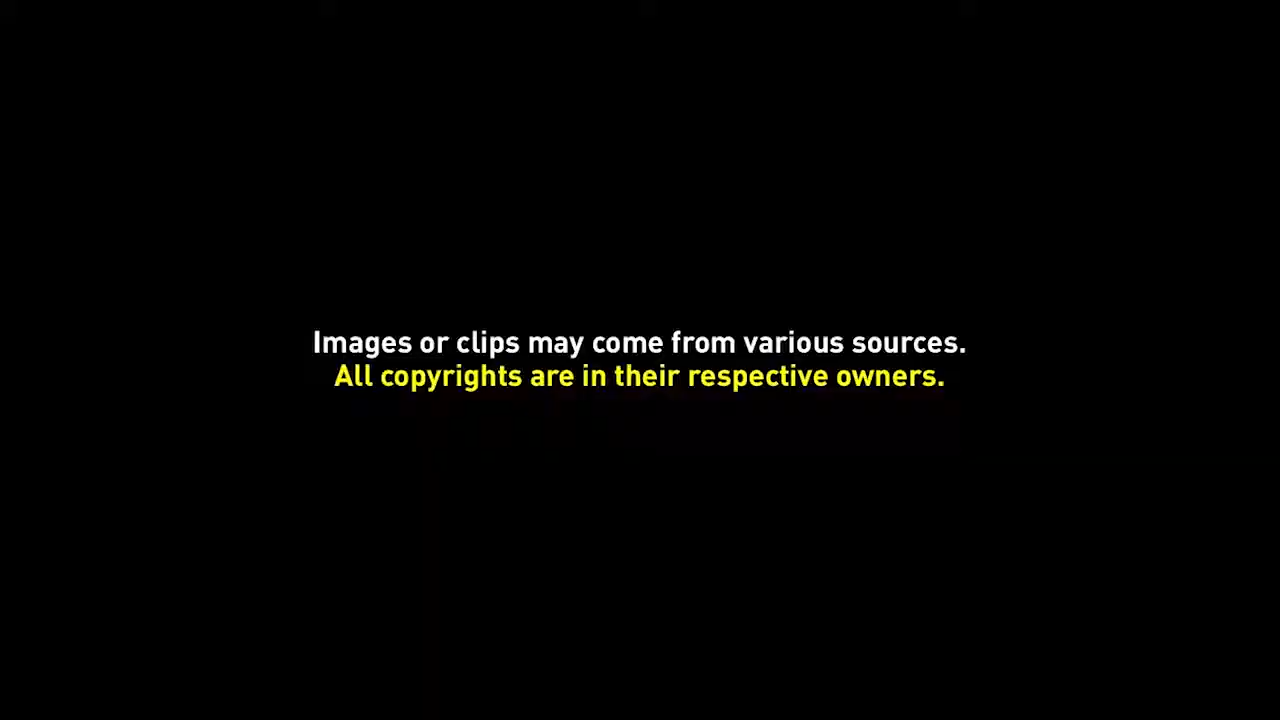 Images or clips may come from various sources.
All copyrights are in their respective owners.